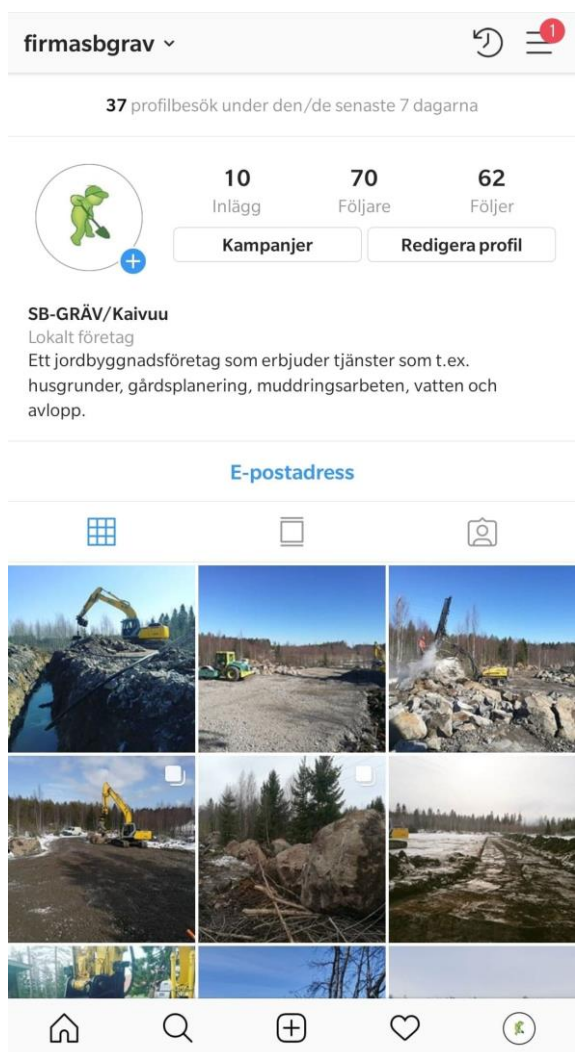 firmasbgrav
1
37 profilbesök under den/de senaste 7 dagarna
10 70 62
Inlägg Följare Följer
Kampanjer Redigera profil
SB-GRÄV/Kaivuu
Lokalt företag
Ett jordbyggnadsföretag som erbjuder tjänster som t.ex.
husgrunder, gårdsplanering, muddringsarbeten, vatten och
avlopp.
E-postadress